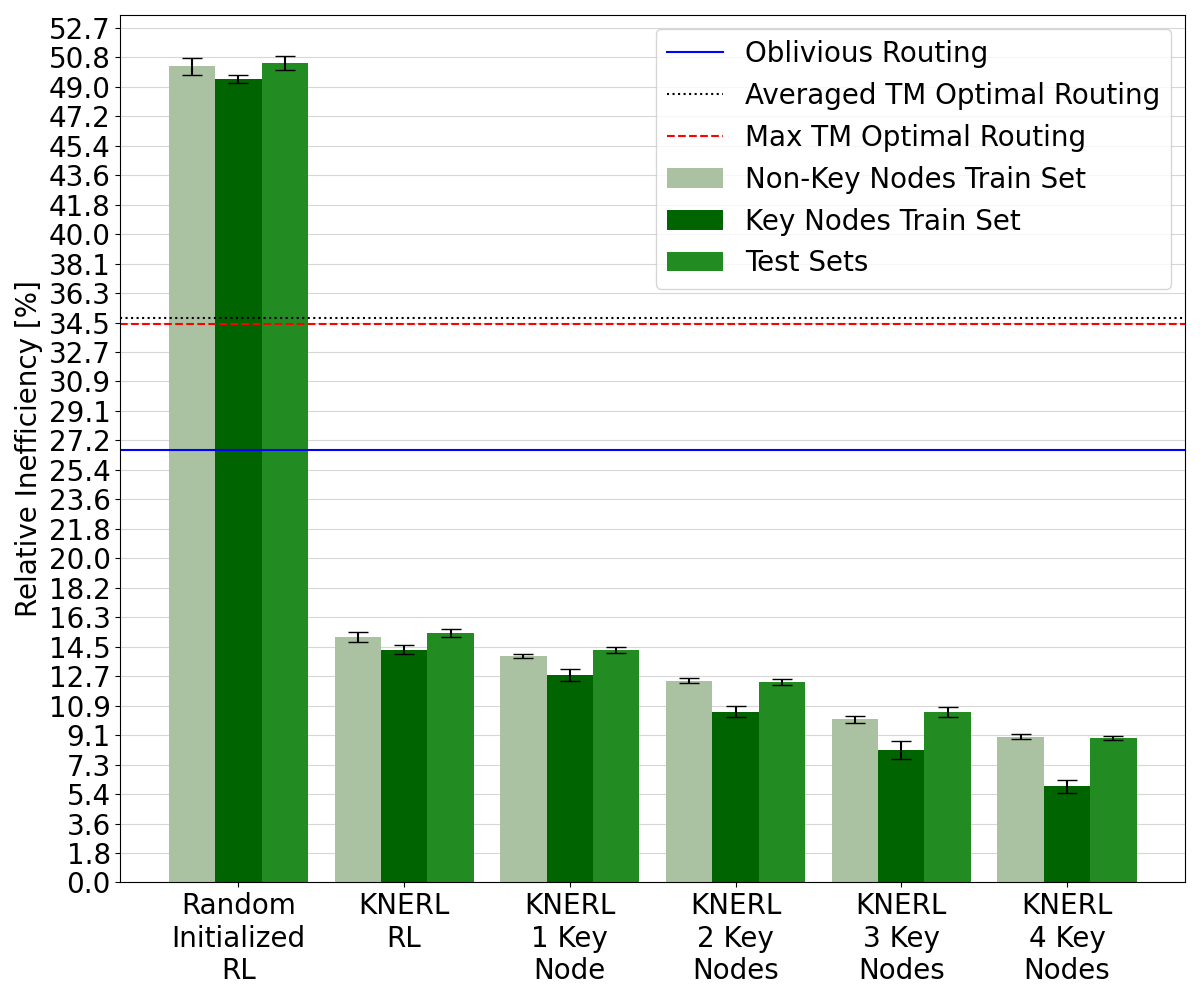 52.7
50.8
49.0
47.2
45.4
43.6
41.8
40.0
38.1
36.3
34.5
32.7
30.9
29.1
27.2
25.4
23.6
21.8
20.0
18.2
16.3
14.5
12.7
10.9
9.1
7.3
5.4
3.6
1.8
0.0
Relative Inefficiency [%]
Oblivious Routing
Averaged TM Optimal Routing
Max TM Optimal Routing
Non-Key Nodes Train Set
Key Nodes Train Set
Test Sets
Random
Initialized
RL
KNERL
RL
KNERL
1 Key
Node
KNERL
2 Key
Nodes
KNERL
3 Key
Nodes
KNERL
4 Key
Nodes